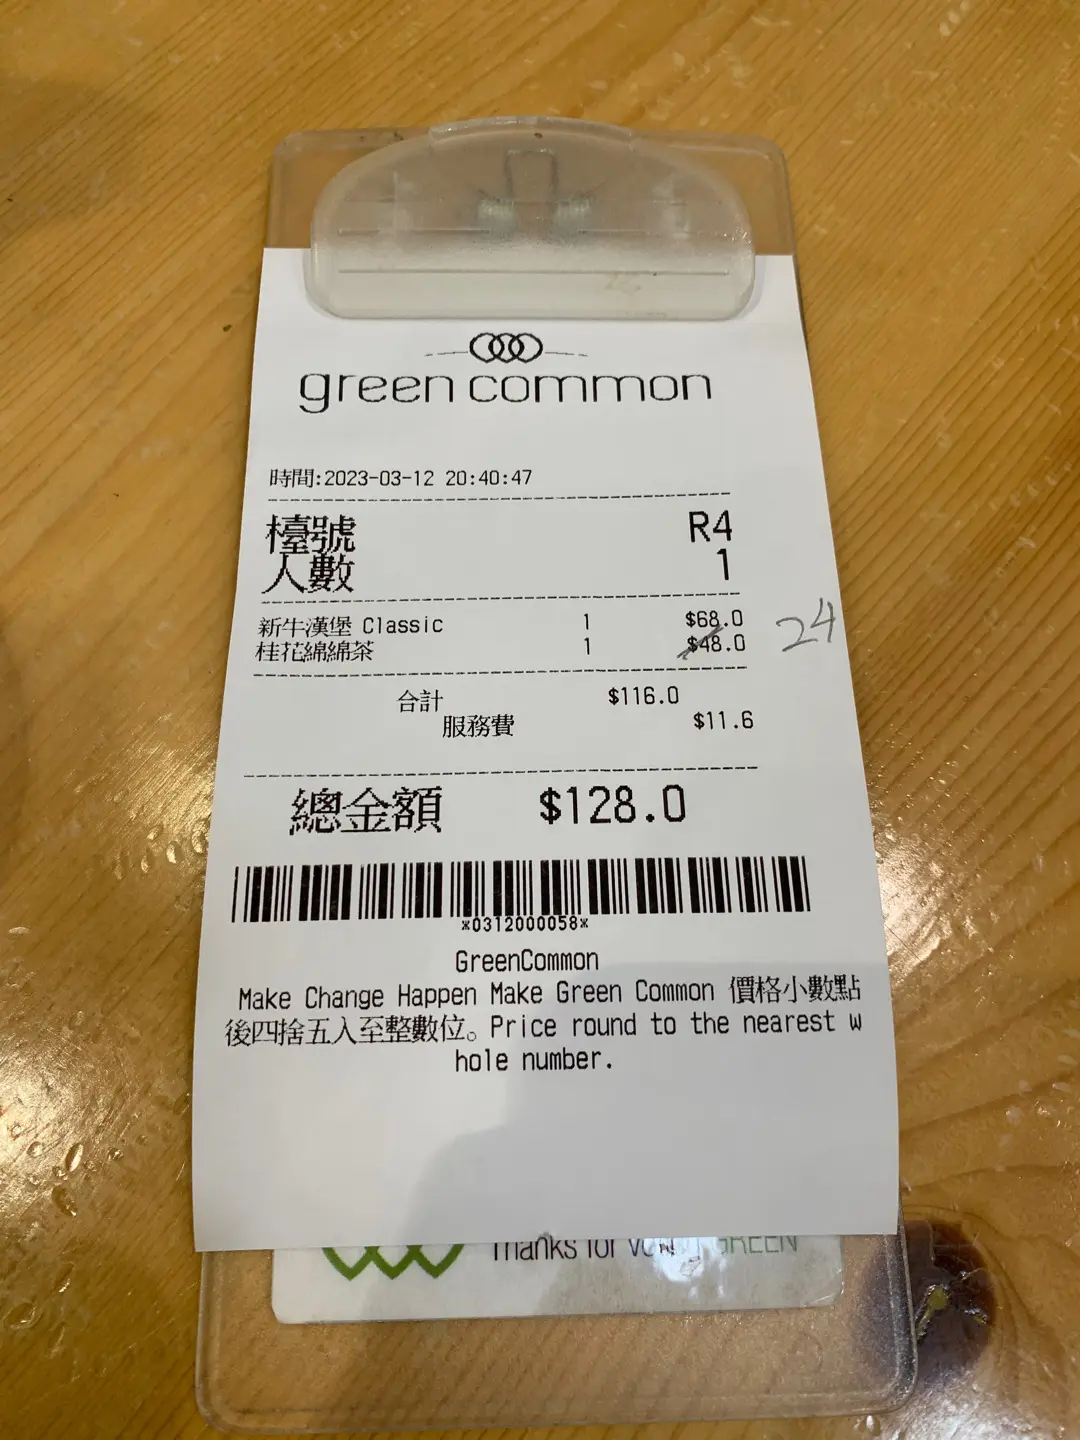 green common
時間:2023-03-12 20:40:47
檯號 R4
人數 1
新牛漢堡 Classic 1 $68.0
桂花綿綿茶 1 $48.0 24
合計 $116.0
服務費 $11.6
總金額 $128.0
*0312000058*
GreenCommon
Make Change Happen Make Green Common 價格小數點
後四捨五入至整數位。Price round to the nearest w
hole number.
Thanks for GREEN